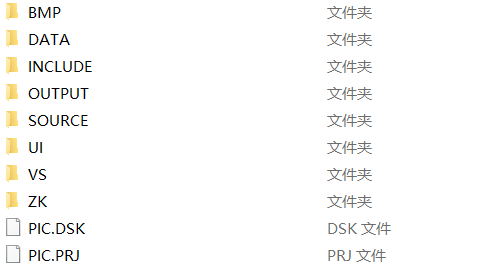 BMP 文件夹
DATA 文件夹
INCLUDE 文件夹
OUTPUT 文件夹
SOURCE 文件夹
UI 文件夹
VS 文件夹
ZK 文件夹
PIC.DSK DSK 文件
PIC.PRJ PRJ 文件